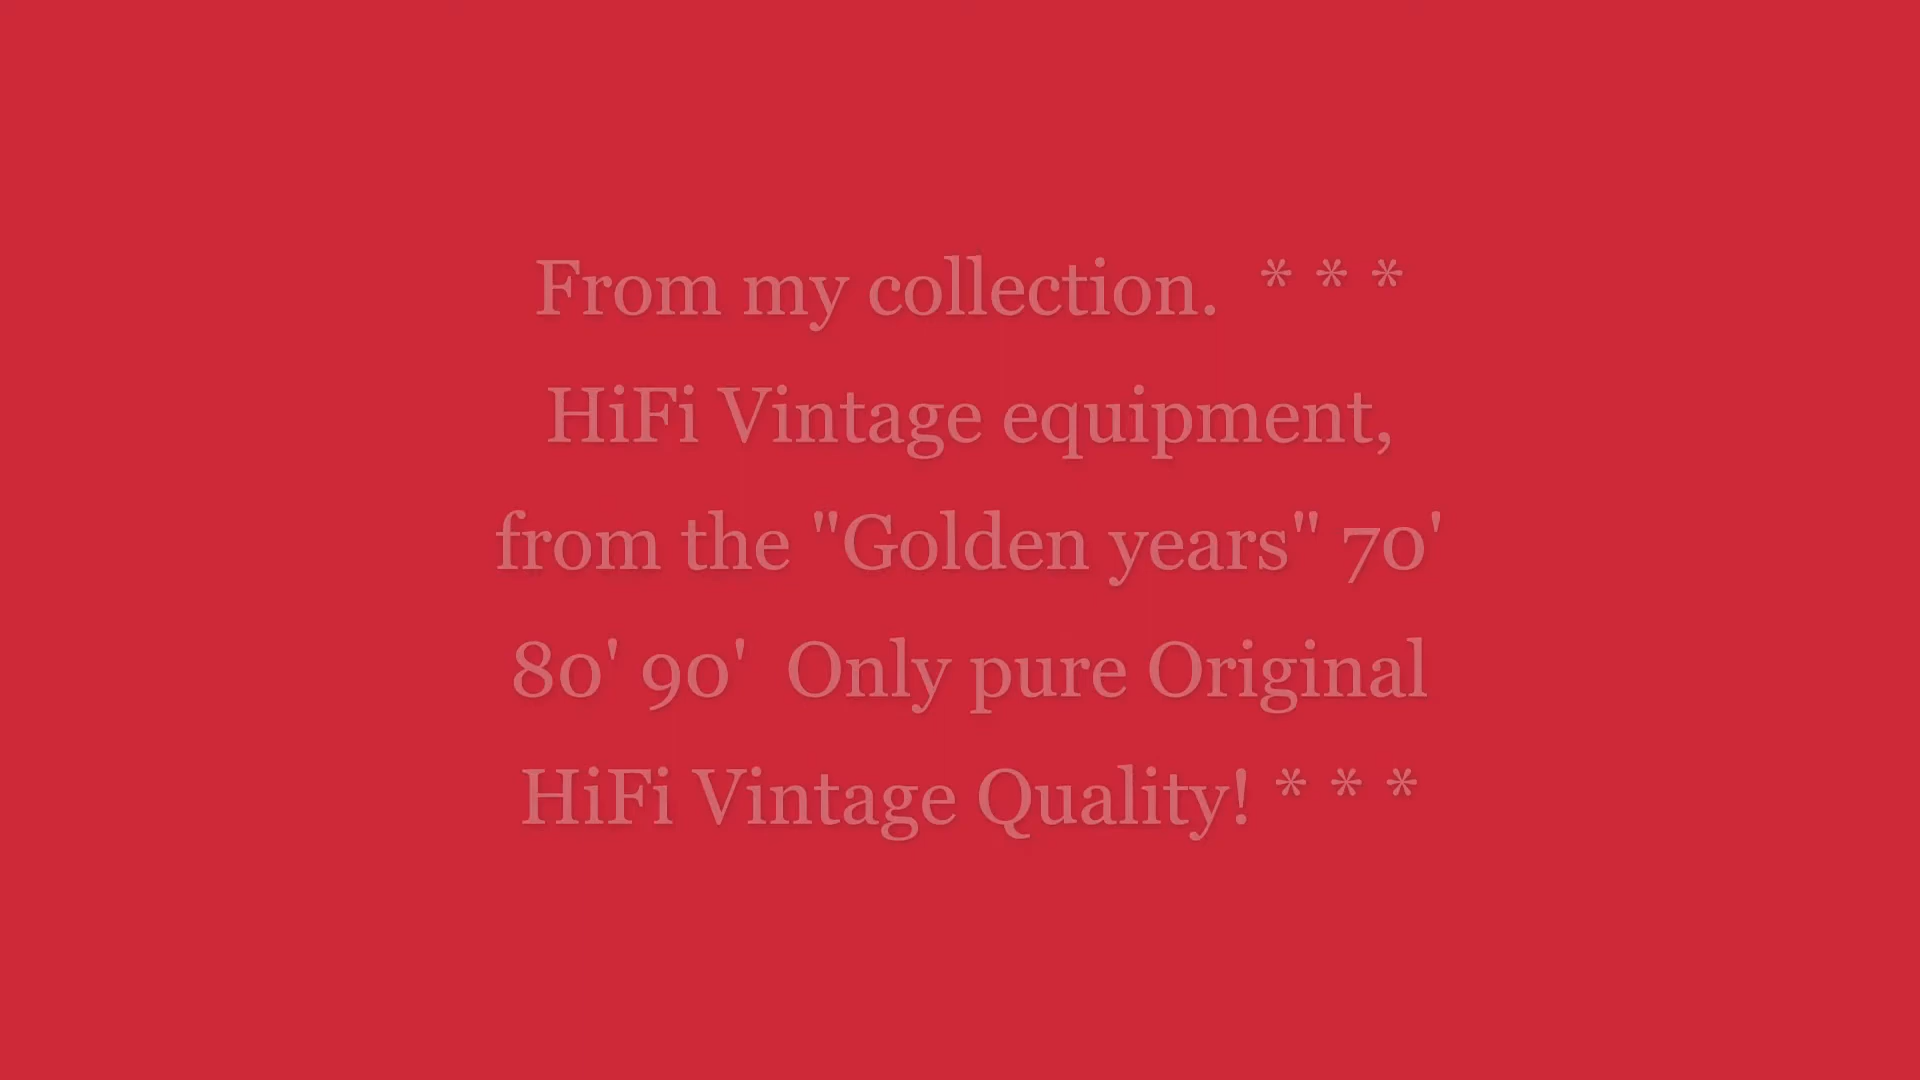 From my collection.  * * *
HiFi Vintage equipment,
from the "Golden years" 70'
80' 90'  Only pure Original
HiFi Vintage Quality! * * *